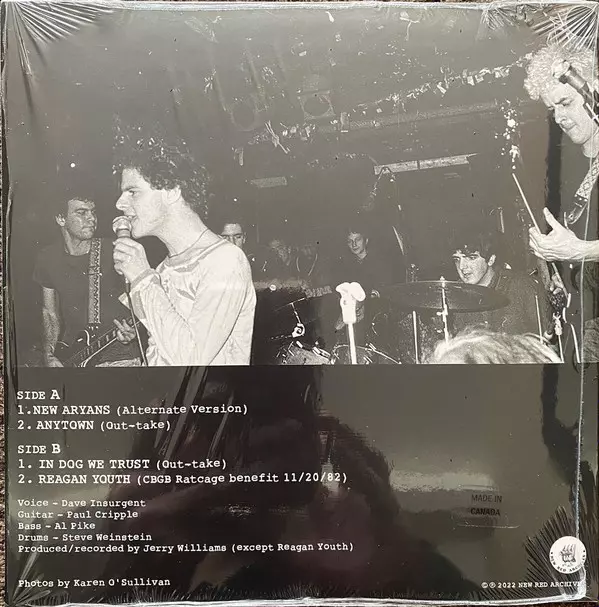 SIDE A
1.NEW ARYANS (Alternate Version)
2. ANYTOWN (Out-take)
SIDE B
1. IN DOG WE TRUST (Out-take)
2. REAGAN YOUTH (CBGB Ratcage benefit 11/20/82)
Voice - Dave Insurgent
Guitar - Paul Cripple
Bass - Al Pike
Drums - Steve Weinstein
Produced/recorded by Jerry Williams (except Reagan Youth)
MADE IN
CANADA
Photos by Karen O'Sullivan
© ℗ 2022 NEW RED ARCHIVES